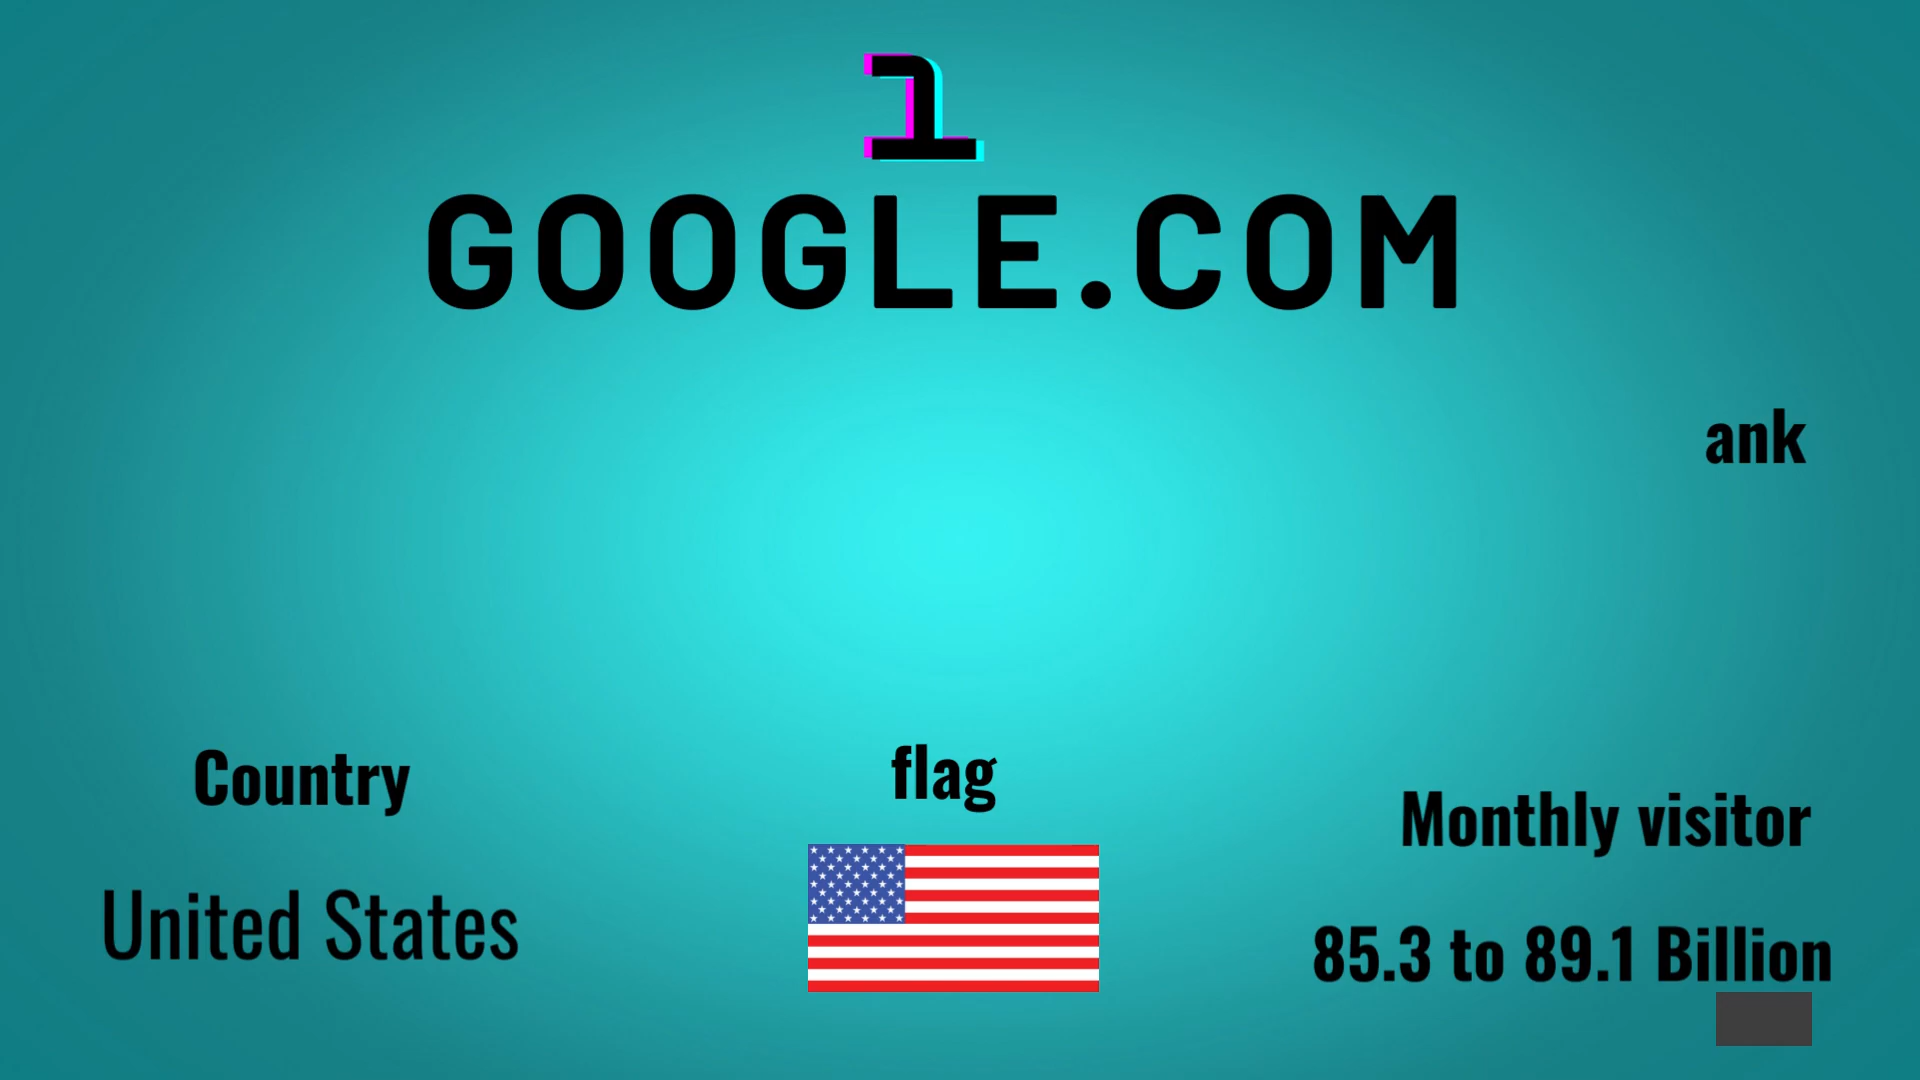 1
GOOGLE.COM
ank
Country
flag
Monthly visitor
United States
85.3 to 89.1 Billion